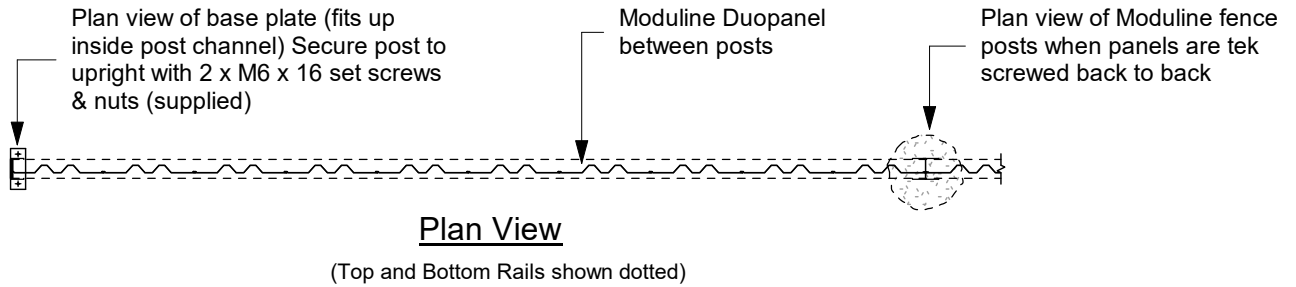 Plan view of base plate (fits up
inside post channel) Secure post to
upright with 2 x M6 x 16 set screws
& nuts (supplied)
Moduline Duopanel
between posts
Plan view of Moduline fence
posts when panels are tek
screwed back to back
Plan View
(Top and Bottom Rails shown dotted)